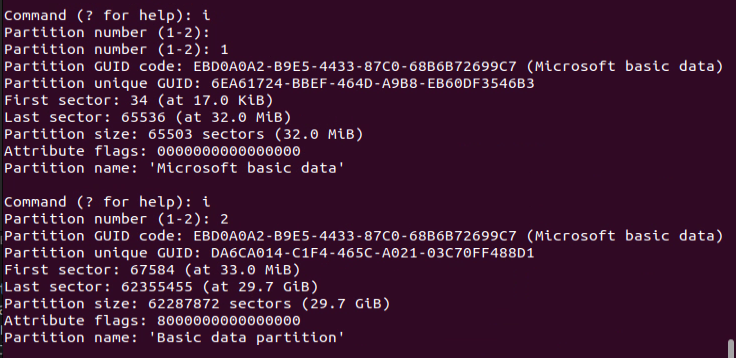 Command (? for help): i
Partition number (1-2):
Partition number (1-2): 1
Partition GUID code: EBD0A0A2-B9E5-4433-87C0-68B6B72699C7 (Microsoft basic data)
Partition unique GUID: 6EA61724-BBEF-464D-A9B8-EB60DF3546B3
First sector: 34 (at 17.0 KiB)
Last sector: 65536 (at 32.0 MiB)
Partition size: 65503 sectors (32.0 MiB)
Attribute flags: 0000000000000000
Partition name: 'Microsoft basic data'
Command (? for help): i
Partition number (1-2): 2
Partition GUID code: EBD0A0A2-B9E5-4433-87C0-68B6B72699C7 (Microsoft basic data)
Partition unique GUID: DA6CA014-C1F4-465C-A021-03C70FF488D1
First sector: 67584 (at 33.0 MiB)
Last sector: 62355455 (at 29.7 GiB)
Partition size: 62287872 sectors (29.7 GiB)
Attribute flags: 8000000000000000
Partition name: 'Basic data partition'